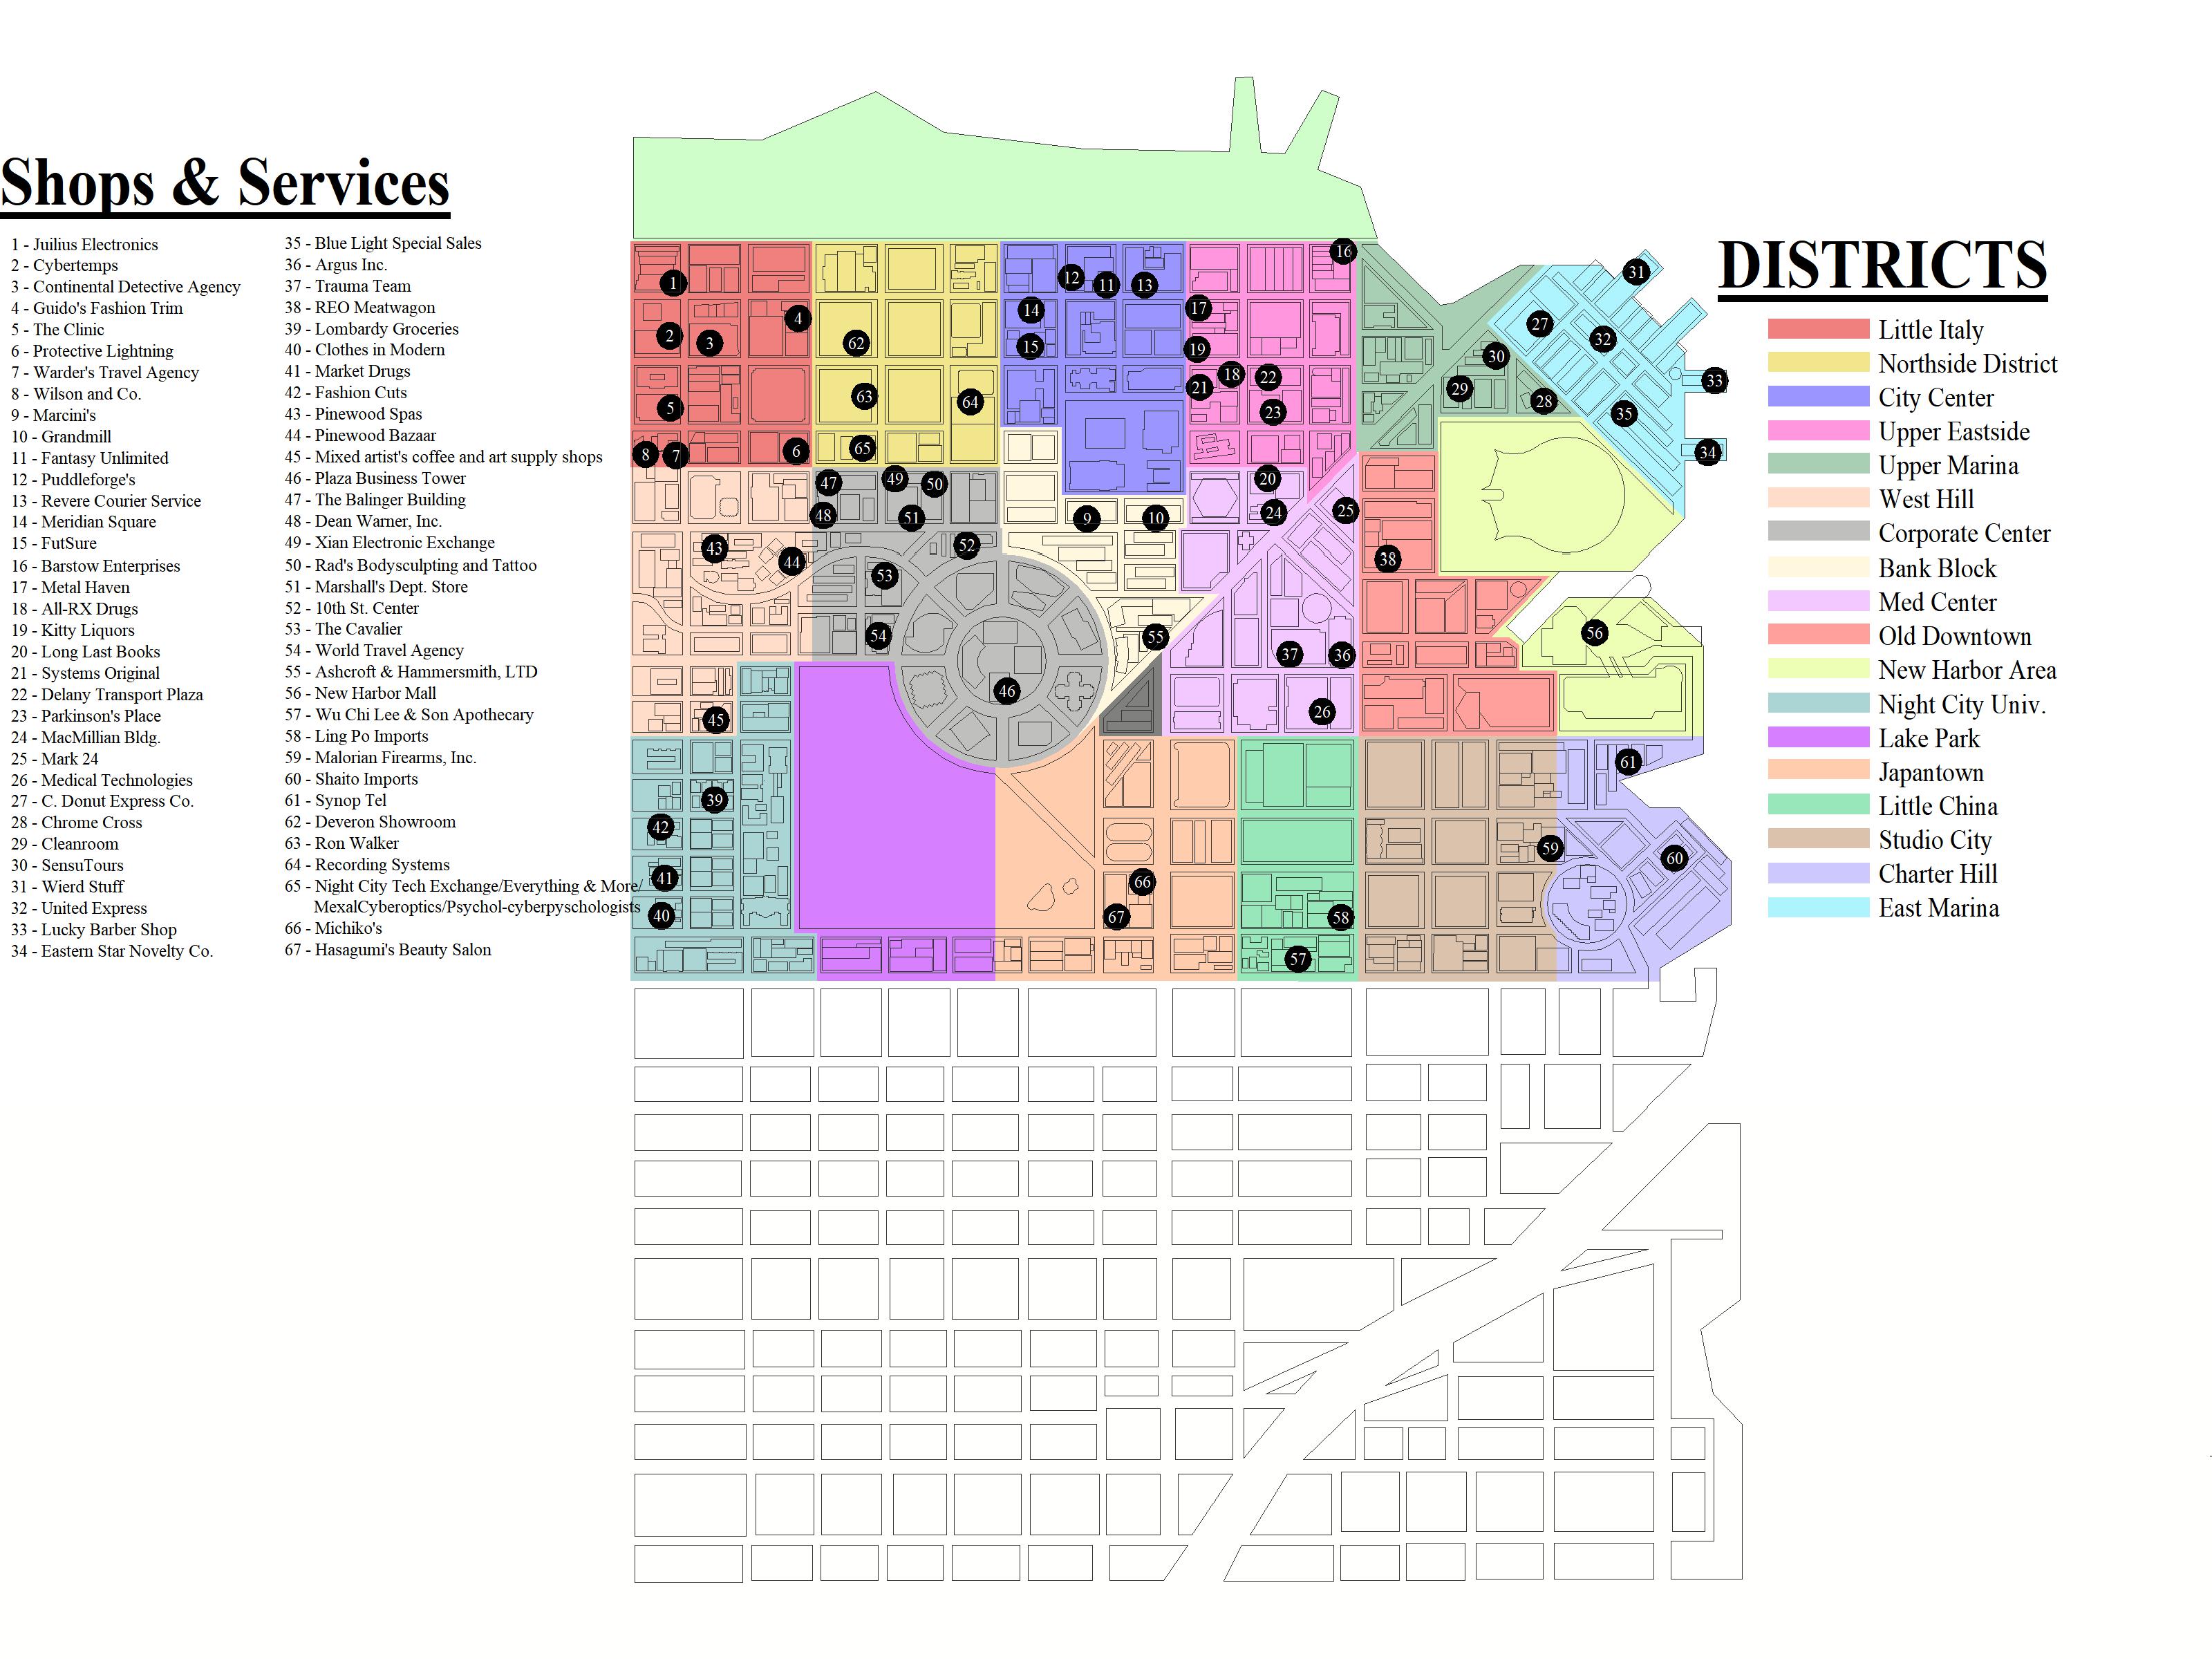 Shops & Services
1 - Juilius Electronics
2 - Cybertemps
3 - Continental Detective Agency
4 - Guido's Fashion Trim
5 - The Clinic
6 - Protective Lightning
7 - Warder's Travel Agency
8 - Wilson and Co.
9 - Marcini's
10 - Grandmill
11 - Fantasy Unlimited
12 - Puddleforge's
13 - Revere Courier Service
14 - Meridian Square
15 - FutSure
16 - Barstow Enterprises
17 - Metal Haven
18 - All-RX Drugs
19 - Kitty Liquors
20 - Long Last Books
21 - Systems Original
22 - Delany Transport Plaza
23 - Parkinson's Place
24 - MacMillian Bldg.
25 - Mark 24
26 - Medical Technologies
27 - C. Donut Express Co.
28 - Chrome Cross
29 - Cleanroom
30 - SensuTours
31 - Wierd Stuff
32 - United Express
33 - Lucky Barber Shop
34 - Eastern Star Novelty Co.
35 - Blue Light Special Sales
36 - Argus Inc.
37 - Trauma Team
38 - REO Meatwagon
39 - Lombardy Groceries
40 - Clothes in Modern
41 - Market Drugs
42 - Fashion Cuts
43 - Pinewood Spas
44 - Pinewood Bazaar
45 - Mixed artist's coffee and art supply shops
46 - Plaza Business Tower
47 - The Balinger Building
48 - Dean Warner, Inc.
49 - Xian Electronic Exchange
50 - Rad's Bodysculpting and Tattoo
51 - Marshall's Dept. Store
52 - 10th St. Center
53 - The Cavalier
54 - World Travel Agency
55 - Ashcroft & Hammersmith, LTD
56 - New Harbor Mall
57 - Wu Chi Lee & Son Apothecary
58 - Ling Po Imports
59 - Malorian Firearms, Inc.
60 - Shaito Imports
61 - Synop Tel
62 - Deveron Showroom
63 - Ron Walker
64 - Recording Systems
65 - Night City Tech Exchange/Everything & More/
MexalCyberoptics/Psychol-cyberpyschologists
66 - Michiko's
67 - Hasagumi's Beauty Salon
16
31
12
11
13
1
17
14
4
27
32
2
3
62
15
19
30
18
22
21
33
29
63
64
28
5
23
35
65
6
34
8
7
20
49
47
50
25
24
48
51
9
10
52
43
38
44
53
56
54
55
37
36
46
26
45
61
39
42
59
60
41
66
40
67
58
57
DISTRICTS
Little Italy
Northside District
City Center
Upper Eastside
Upper Marina
West Hill
Corporate Center
Bank Block
Med Center
Old Downtown
New Harbor Area
Night City Univ.
Lake Park
Japantown
Little China
Studio City
Charter Hill
East Marina